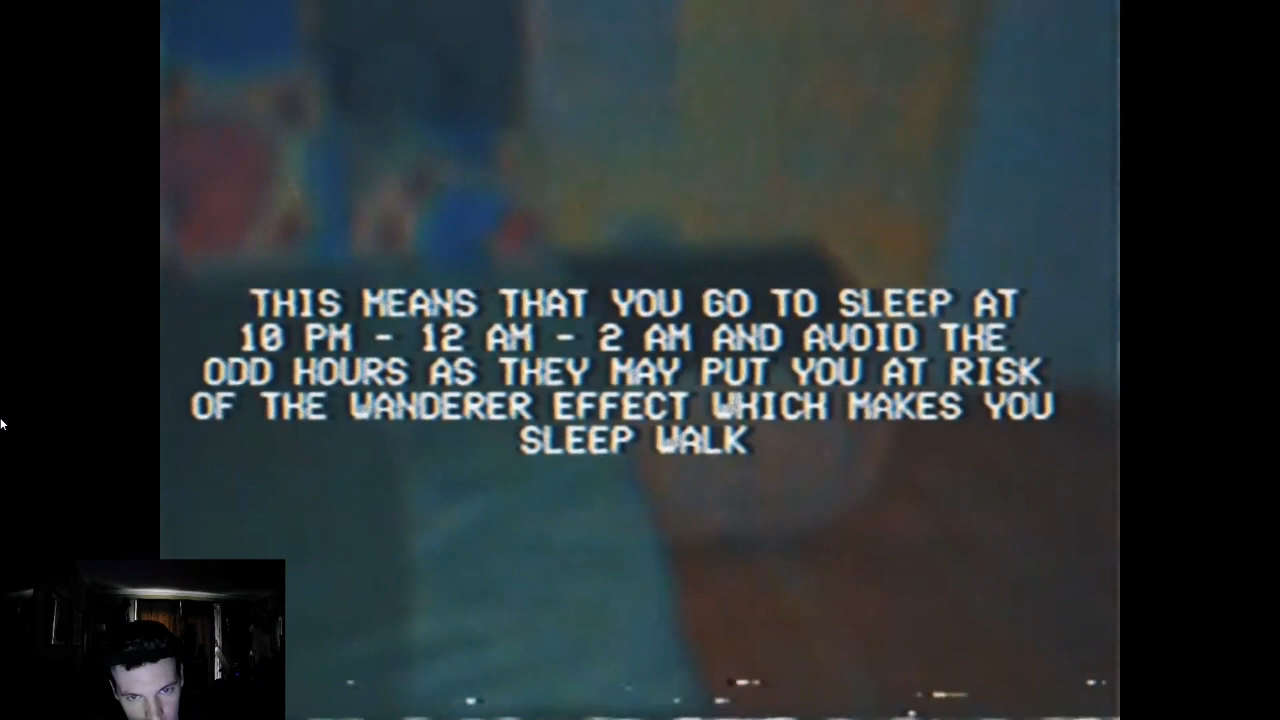 THIS MEANS THAT YOU GO TO SLEEP AT
10 PM - 12 AM - 2 AM AND AVOID THE
ODD HOURS AS THEY MAY PUT YOU AT RISK
OF THE WANDERER EFFECT WHICH MAKES YOU
SLEEP WALK